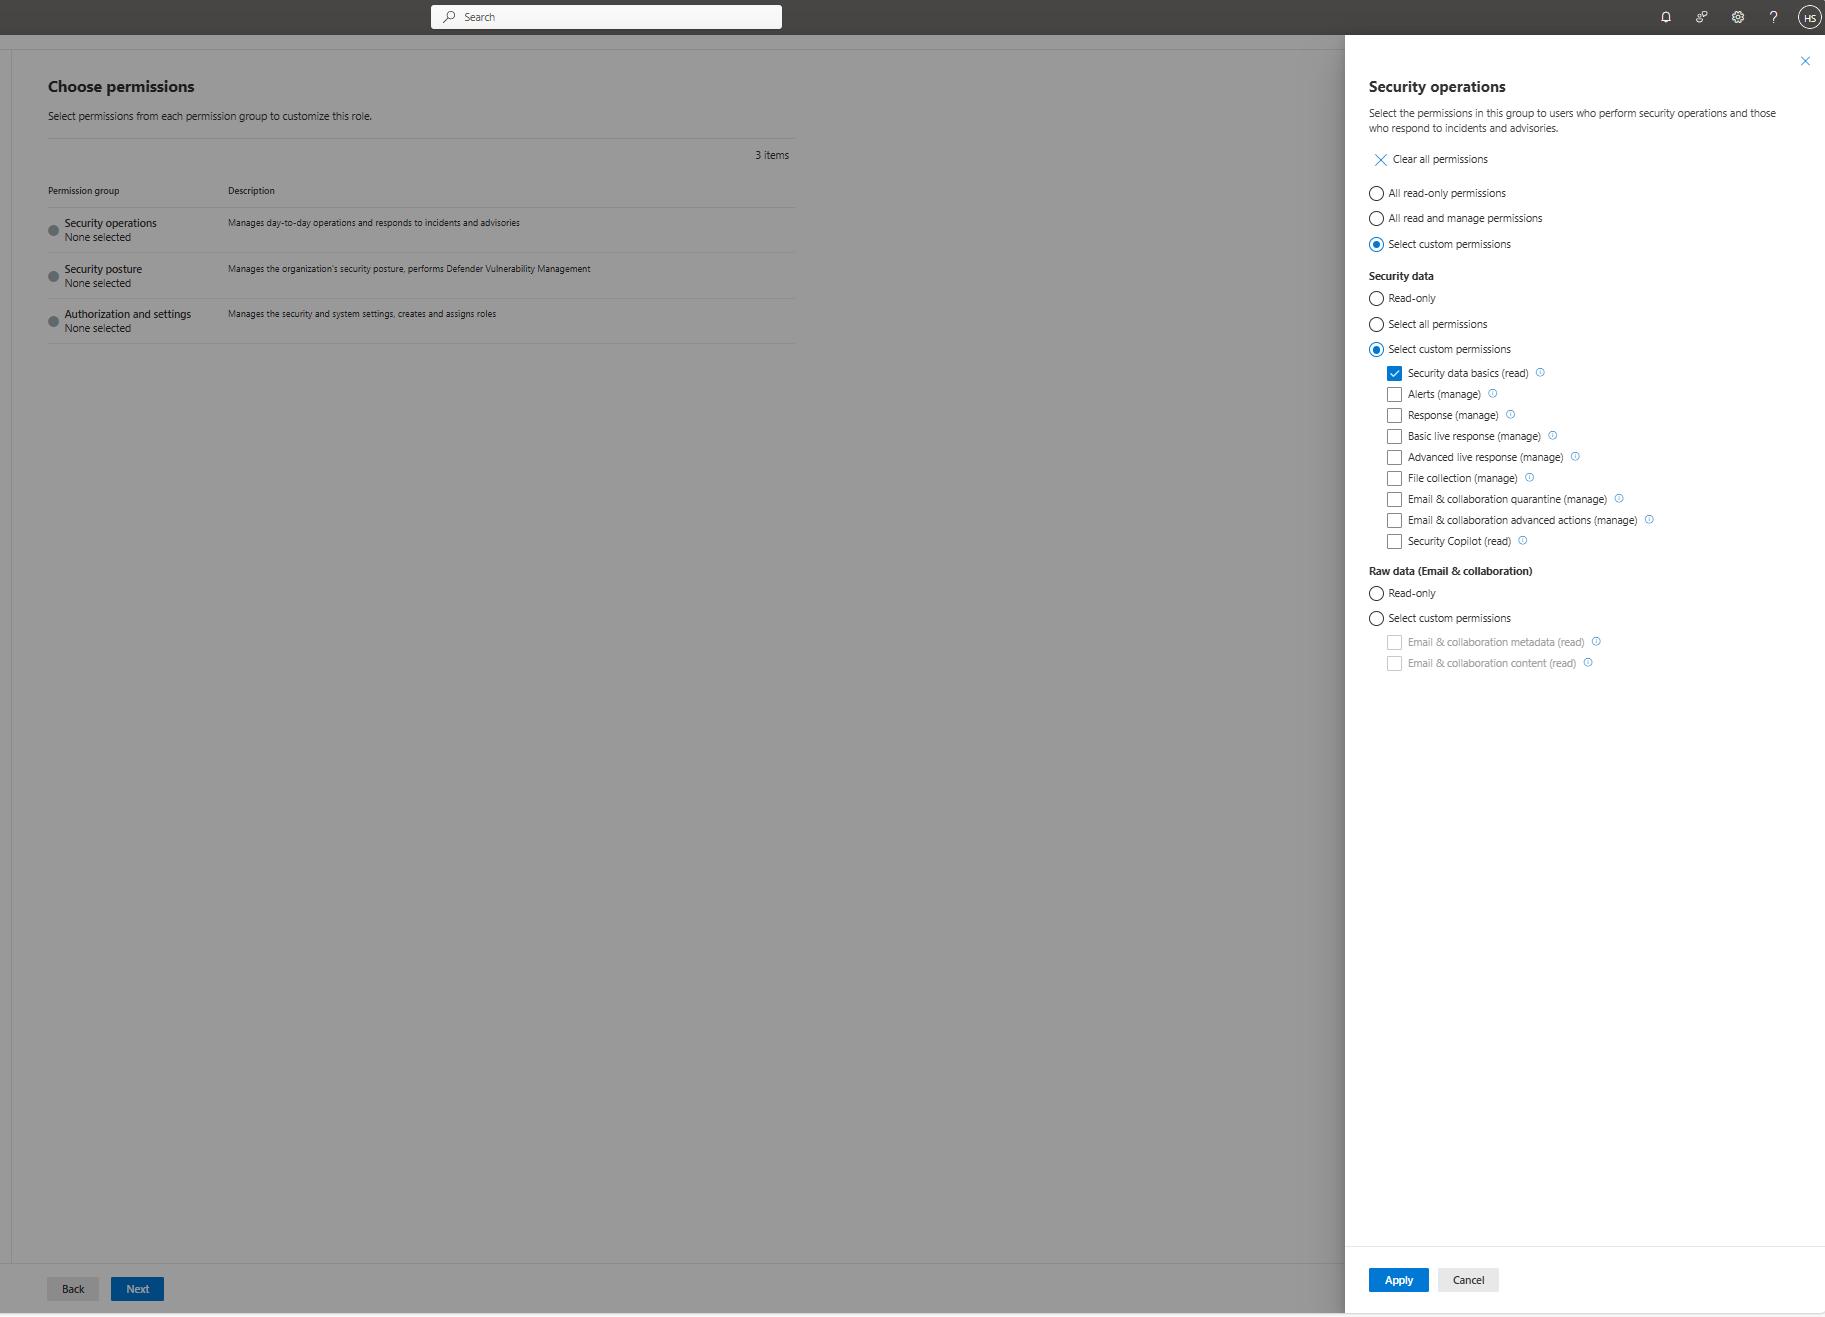 Search
HS
Choose permissions
Select permissions from each permission group to customize this role.
3 items
Permission group
Description
Security operations
None selected
Manages day-to-day operations and responds to incidents and advisories
Security posture
None selected
Manages the organization's security posture, performs Defender Vulnerability Management
Authorization and settings
None selected
Manages the security and system settings, creates and assigns roles
Back
Next
Security operations
Select the permissions in this group to users who perform security operations and those
who respond to incidents and advisories.
Clear all permissions
All read-only permissions
All read and manage permissions
Select custom permissions
Security data
Read-only
Select all permissions
Select custom permissions
Security data basics (read)
Alerts (manage)
Response (manage)
Basic live response (manage)
Advanced live response (manage)
File collection (manage)
Email & collaboration quarantine (manage)
Email & collaboration advanced actions (manage)
Security Copilot (read)
Raw data (Email & collaboration)
Read-only
Select custom permissions
Email & collaboration metadata (read)
Email & collaboration content (read)
Apply
Cancel